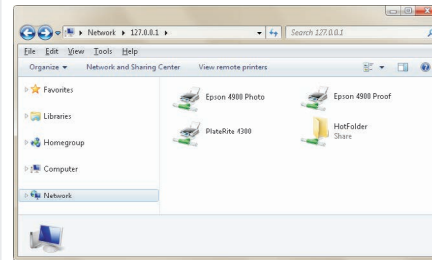 Network ▸ 127.0.0.1
Search 127.0.0.1
File Edit View Tools Help
Organize Network and Sharing Center View remote printers
Favorites
Libraries
Homegroup
Computer
Network
Epson 4900 Photo
Epson 4900 Proof
PlateRite 4300
HotFolder
Share